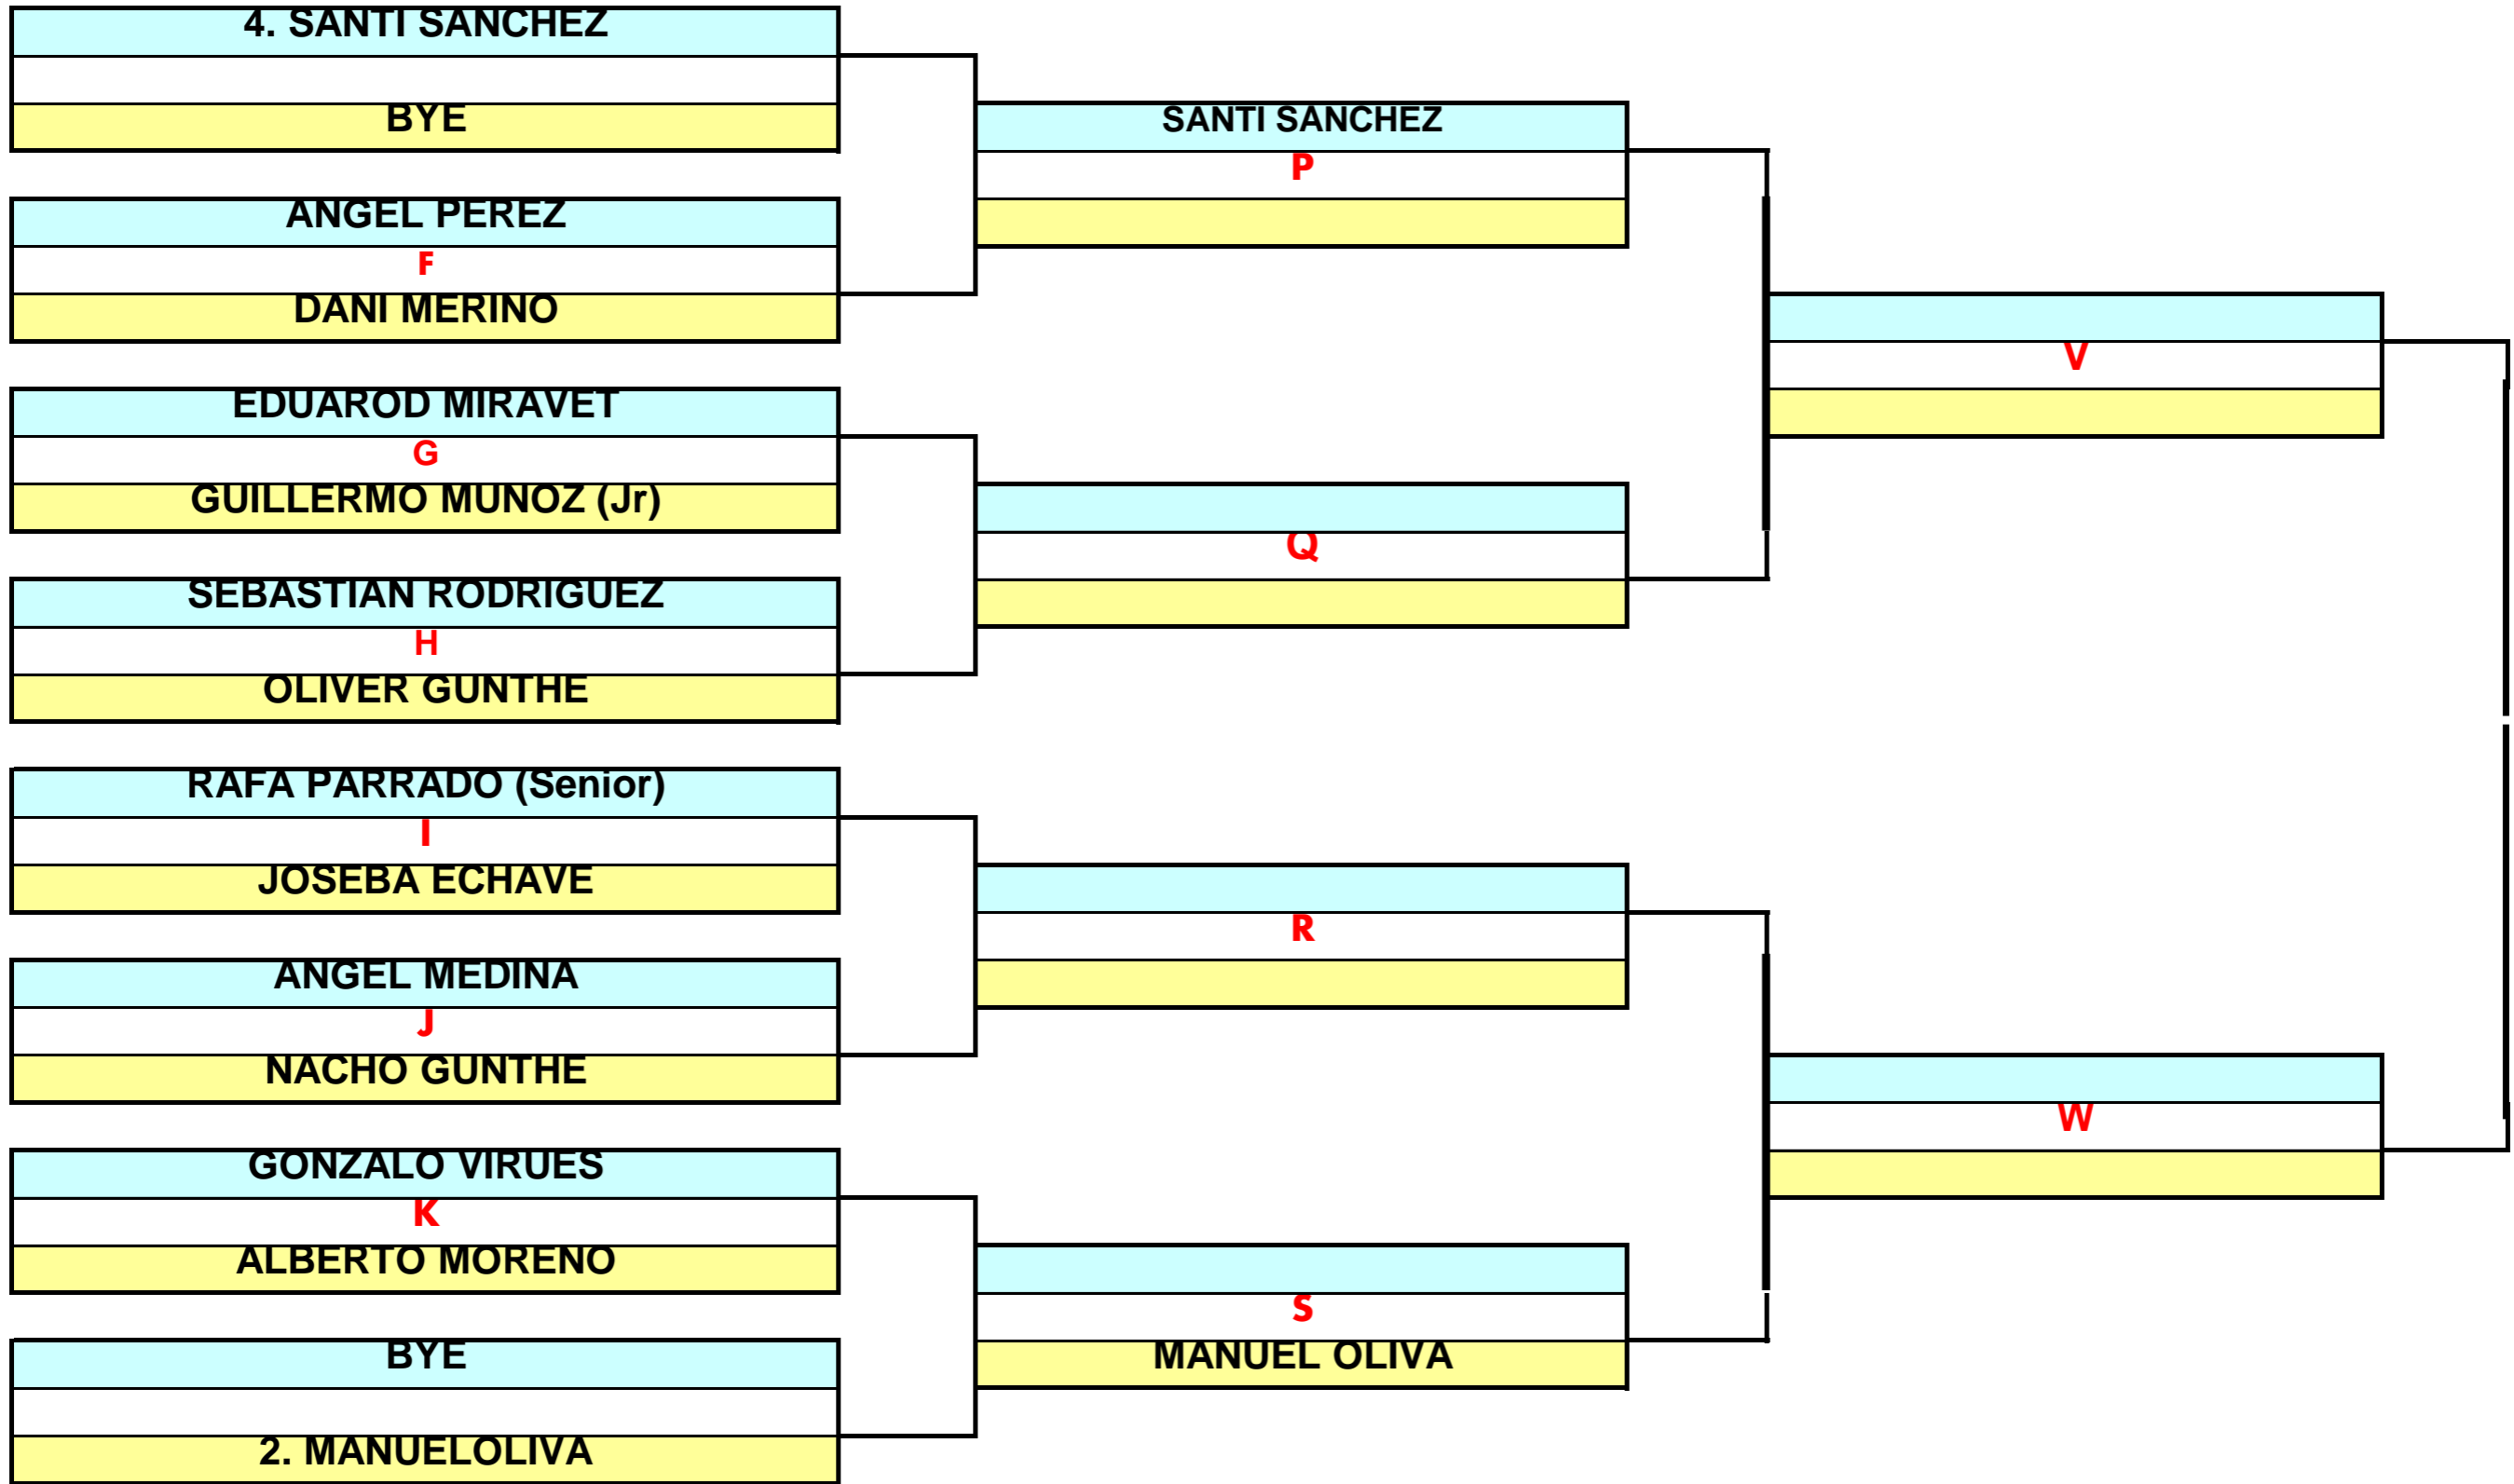 4. SANTI SANCHEZ
BYE
ANGEL PEREZ
F
DANI MERINO
EDUAROD MIRAVET
G
GUILLERMO MUÑOZ (Jr)
SEBASTIAN RODRIGUEZ
H
OLIVER GUNTHE
RAFA PARRADO (Senior)
I
JOSEBA ECHAVE
ANGEL MEDINA
J
NACHO GUNTHE
GONZALO VIRUES
K
ALBERTO MORENO
BYE
2. MANUELOLIVA
SANTI SANCHEZ
P
Q
R
S
MANUEL OLIVA
V
W